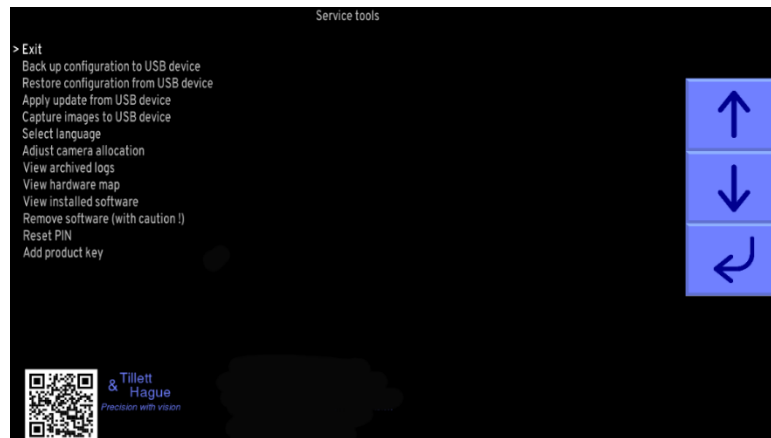 Service tools
> Exit
Back up configuration to USB device
Restore configuration from USB device
Apply update from USB device
Capture images to USB device
Select language
Adjust camera allocation
View archived logs
View hardware map
View installed software
Remove software (with caution !)
Reset PIN
Add product key
& Tillett
Hague
Precision with vision